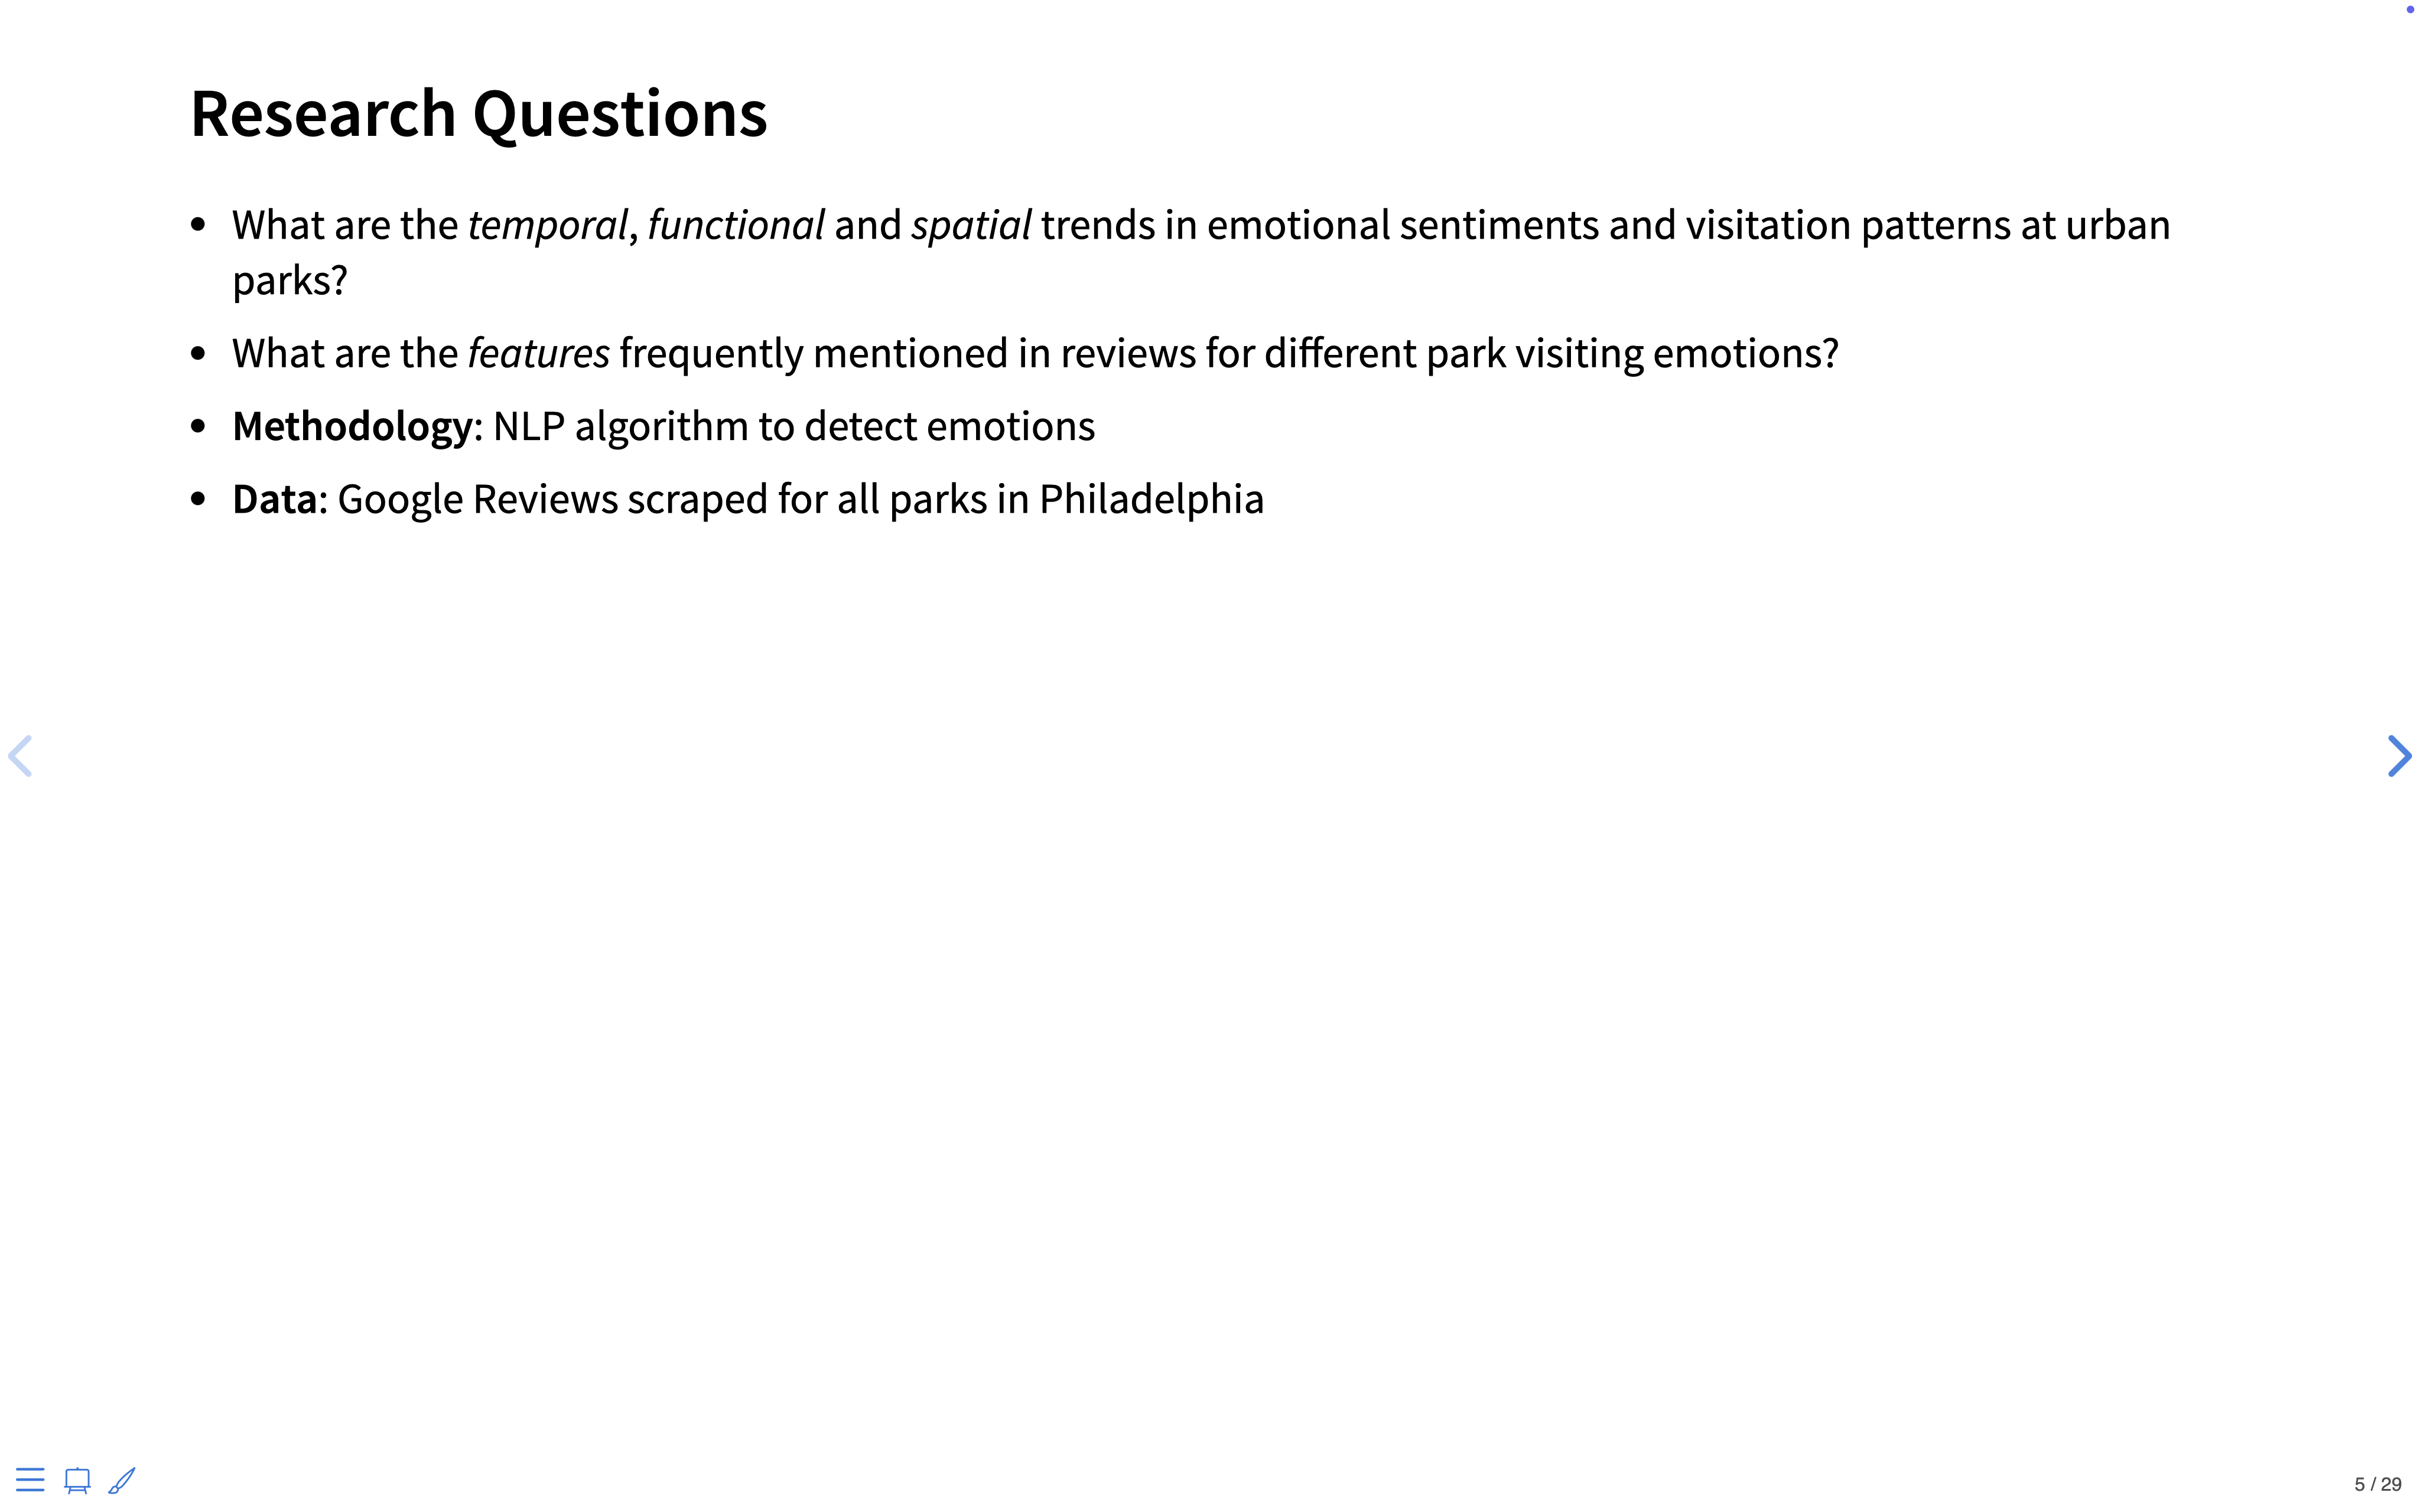 Research Questions
• What are the temporal, functional and spatial trends in emotional sentiments and visitation patterns at urban
parks?
• What are the features frequently mentioned in reviews for different park visiting emotions?
• Methodology: NLP algorithm to detect emotions
• Data: Google Reviews scraped for all parks in Philadelphia
5 / 29